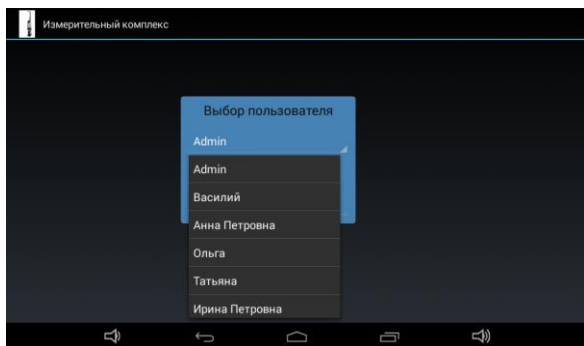 Измерительный комплекс
Выбор пользователя
Admin
Admin
Василий
Анна Петровна
Ольга
Татьяна
Ирина Петровна